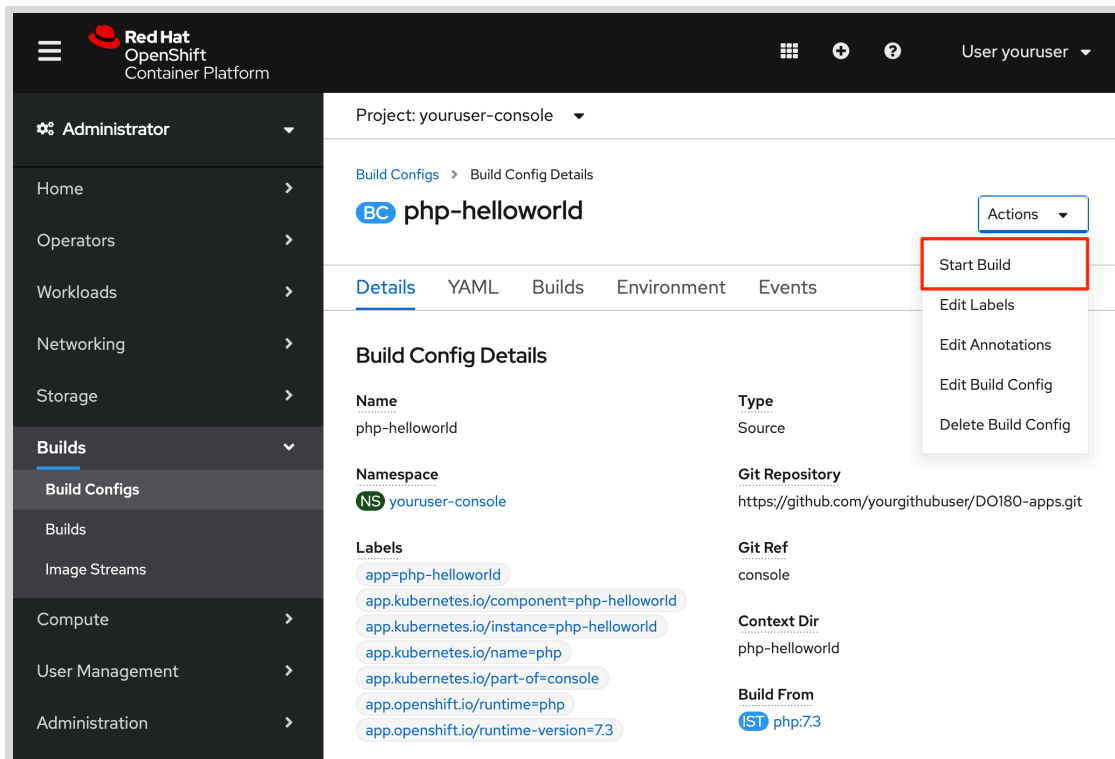 Red Hat
OpenShift
Container Platform
User youruser
Administrator
Home
Operators
Workloads
Networking
Storage
Builds
Build Configs
Builds
Image Streams
Compute
User Management
Administration
Project: youruser-console
Build Configs > Build Config Details
BC php-helloworld
Actions
Start Build
Edit Labels
Edit Annotations
Edit Build Config
Delete Build Config
Details YAML Builds Environment Events
Build Config Details
Name
php-helloworld
Namespace
NS youruser-console
Labels
app=php-helloworld
app.kubernetes.io/component=php-helloworld
app.kubernetes.io/instance=php-helloworld
app.kubernetes.io/name=php
app.kubernetes.io/part-of=console
app.openshift.io/runtime=php
app.openshift.io/runtime-version=7.3
Type
Source
Git Repository
https://github.com/yourgithubuser/DO180-apps.git
Git Ref
console
Context Dir
php-helloworld
Build From
IST php:7.3